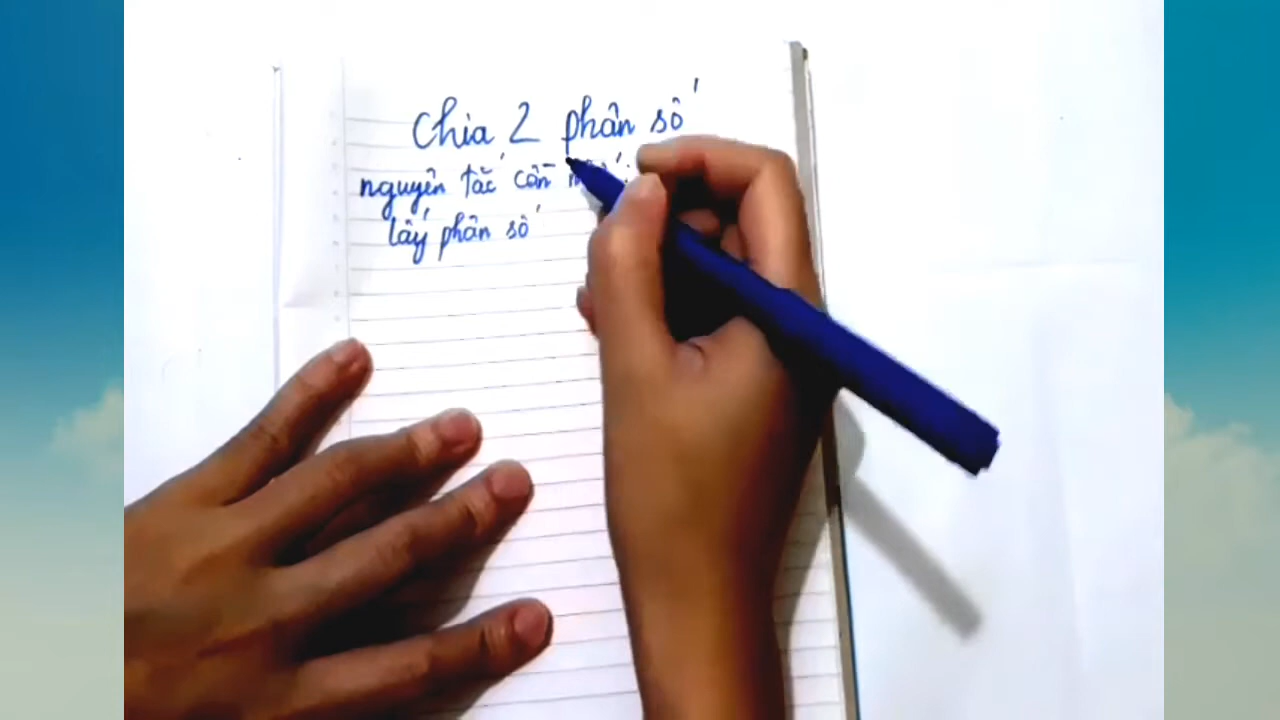 Chia 2 phân số
nguyên tắc cần
lấy phân số